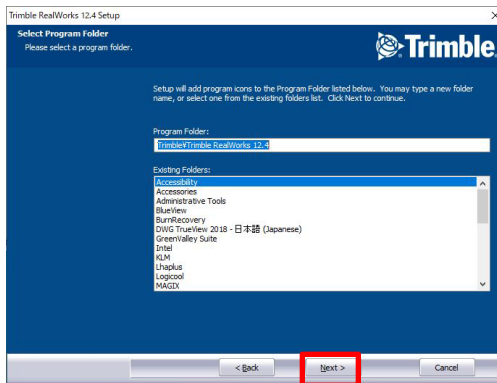 Trimble RealWorks 12.4 Setup
Select Program Folder
Please select a program folder.
Trimble
Setup will add program icons to the Program Folder listed below. You may type a new folder
name, or select one from the existing folders list. Click Next to continue.
Program Folder:
Trimble¥Trimble RealWorks 12.4
Existing Folders:
Accessibility
Accessories
Administrative Tools
BlueView
BurnRecovery
DWG TrueView 2018 - 日本語 (Japanese)
GreenValley Suite
Intel
KLM
Lhaplus
Logicool
MAGIX
< Back
Next >
Cancel